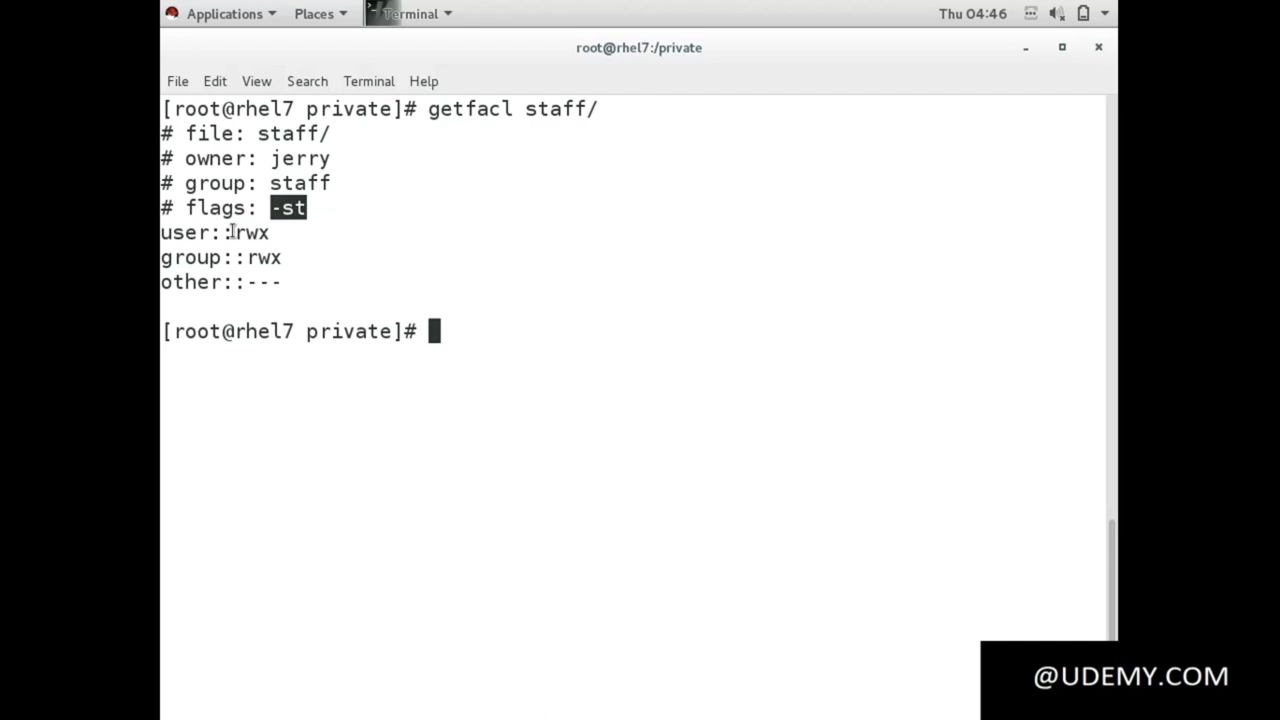 Applications Places Terminal Thu 04:46
root@rhel7:/private
File Edit View Search Terminal Help
[root@rhel7 private]# getfacl staff/
# file: staff/
# owner: jerry
# group: staff
# flags: -st
user::rwx
group::rwx
other::---
[root@rhel7 private]#
@UDEMY.COM